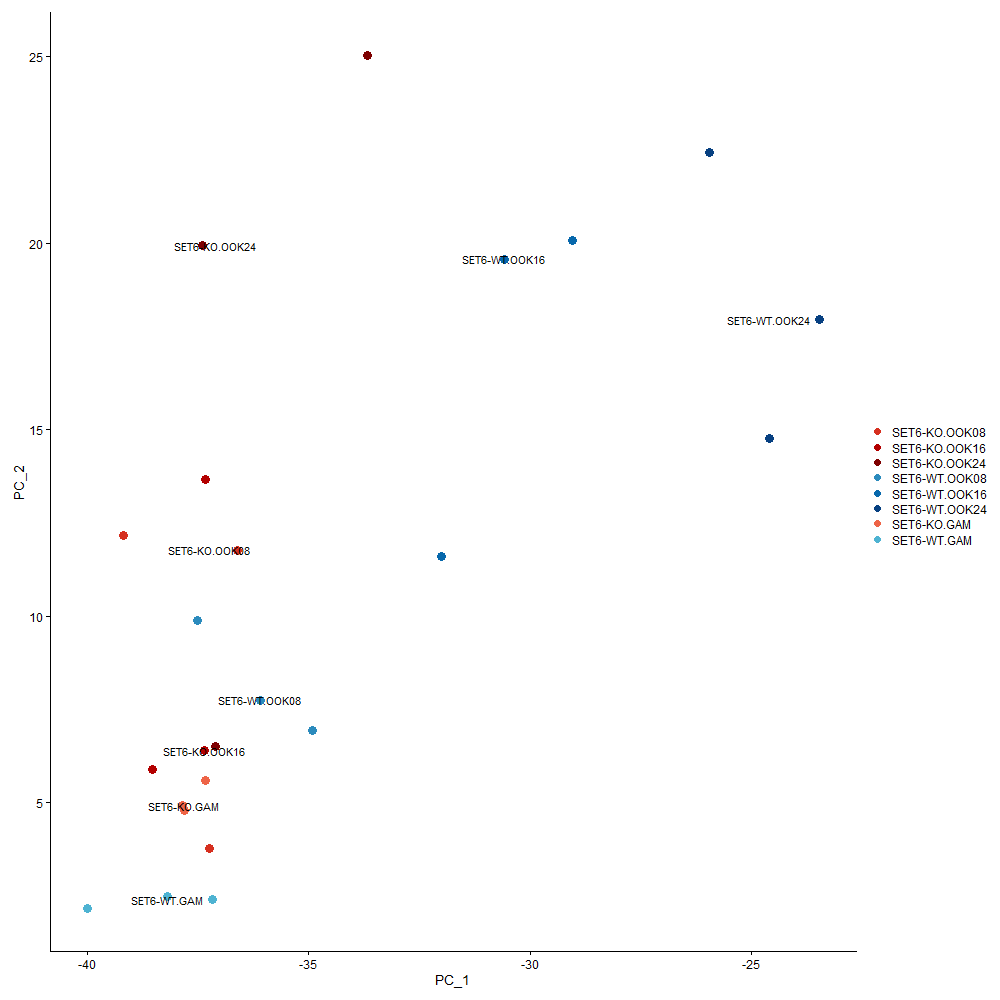 25
20
15
10
5
PC_2
SET6-KO.OOK24
SET6-WT.OOK16
SET6-WT.OOK24
SET6-KO.OOK08
SET6-WT.OOK08
SET6-KO.OOK16
SET6-KO.GAM
SET6-WT.GAM
-40
-35
-30
-25
PC_1
SET6-KO.OOK08
SET6-KO.OOK16
SET6-KO.OOK24
SET6-WT.OOK08
SET6-WT.OOK16
SET6-WT.OOK24
SET6-KO.GAM
SET6-WT.GAM